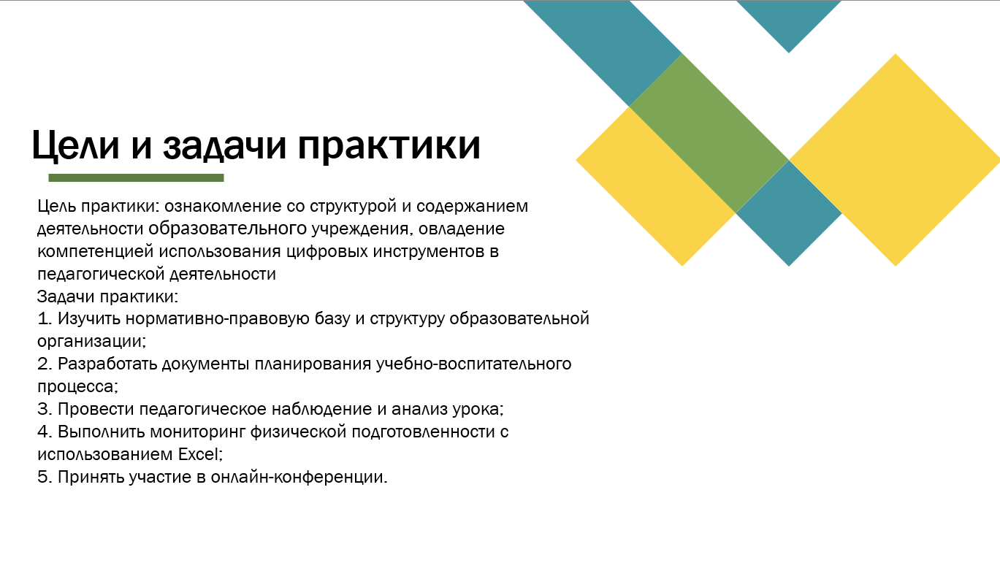 Цели и задачи практики
Цель практики: ознакомление со структурой и содержанием
деятельности образовательного учреждения, овладение
компетенцией использования цифровых инструментов в
педагогической деятельности
Задачи практики:
1. Изучить нормативно-правовую базу и структуру образовательной
организации;
2. Разработать документы планирования учебно-воспитательного
процесса;
3. Провести педагогическое наблюдение и анализ урока;
4. Выполнить мониторинг физической подготовленности с
использованием Excel;
5. Принять участие в онлайн-конференции.